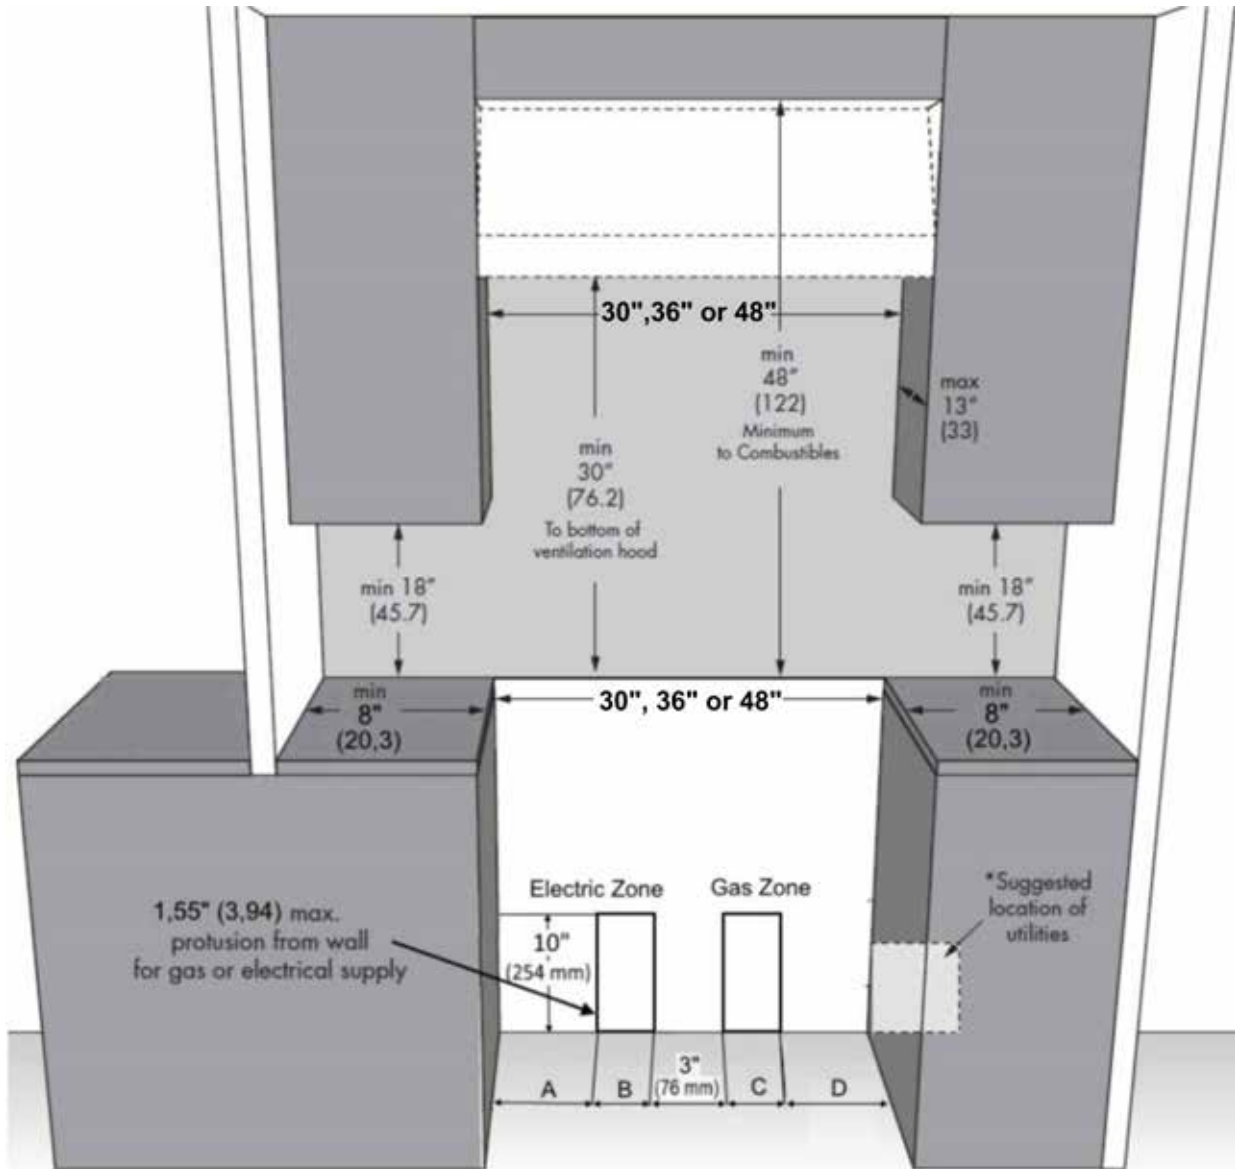 30",36" or 48"
min
48"
(122)
Minimum
to Combustibles
max
13"
(33)
min
30"
(76.2)
To bottom of
ventilation hood
min 18"
(45.7)
min 18"
(45.7)
min
8"
(20,3)
30", 36" or 48"
min
8"
(20,3)
Electric Zone
Gas Zone
1,55" (3,94) max.
protusion from wall
for gas or electrical supply
10"
(254 mm)
*Suggested
location of
utilities
A
B
3"
(76 mm)
C
D